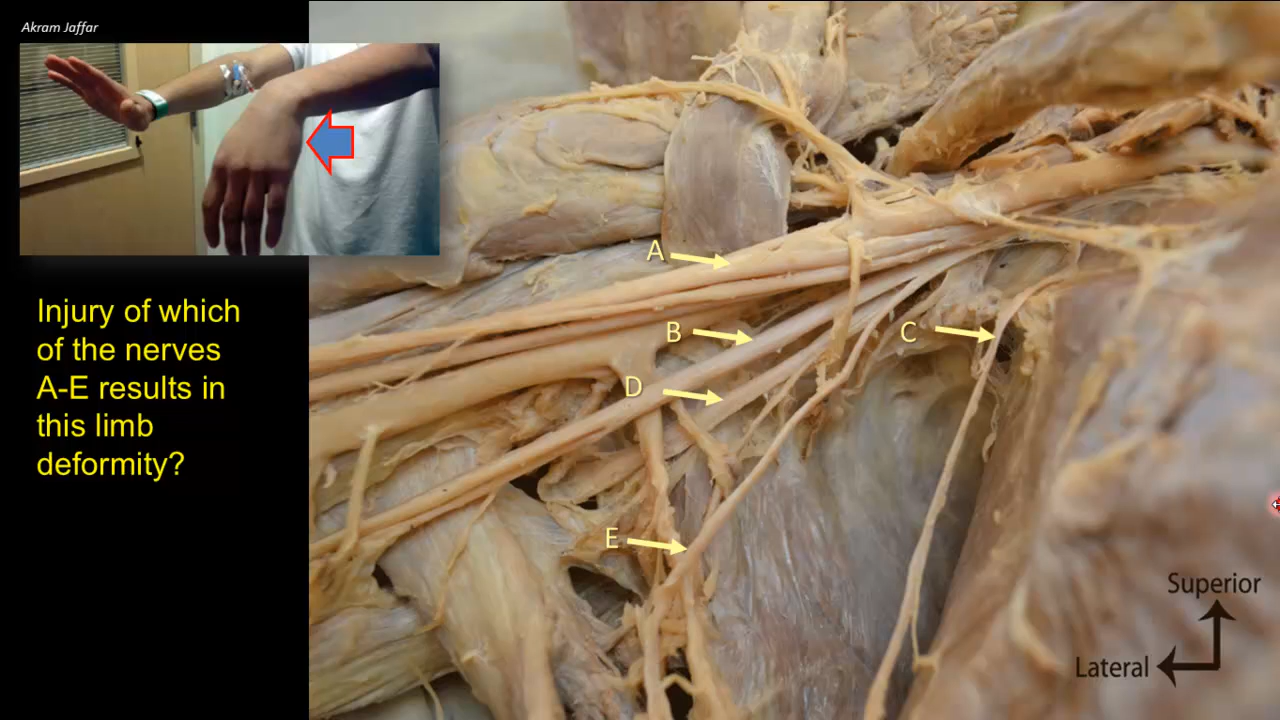 Akram Jaffar
Injury of which
of the nerves
A-E results in
this limb
deformity?
A
B
C
D
E
Superior
Lateral